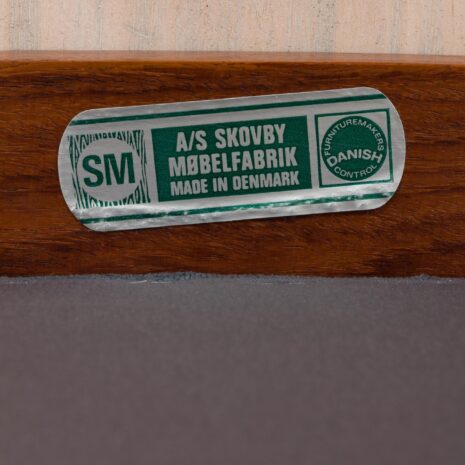 SM
A/S SKOVBY
MØBELFABRIK
MADE IN DENMARK
FURNITUREMAKERS
DANISH
CONTROL